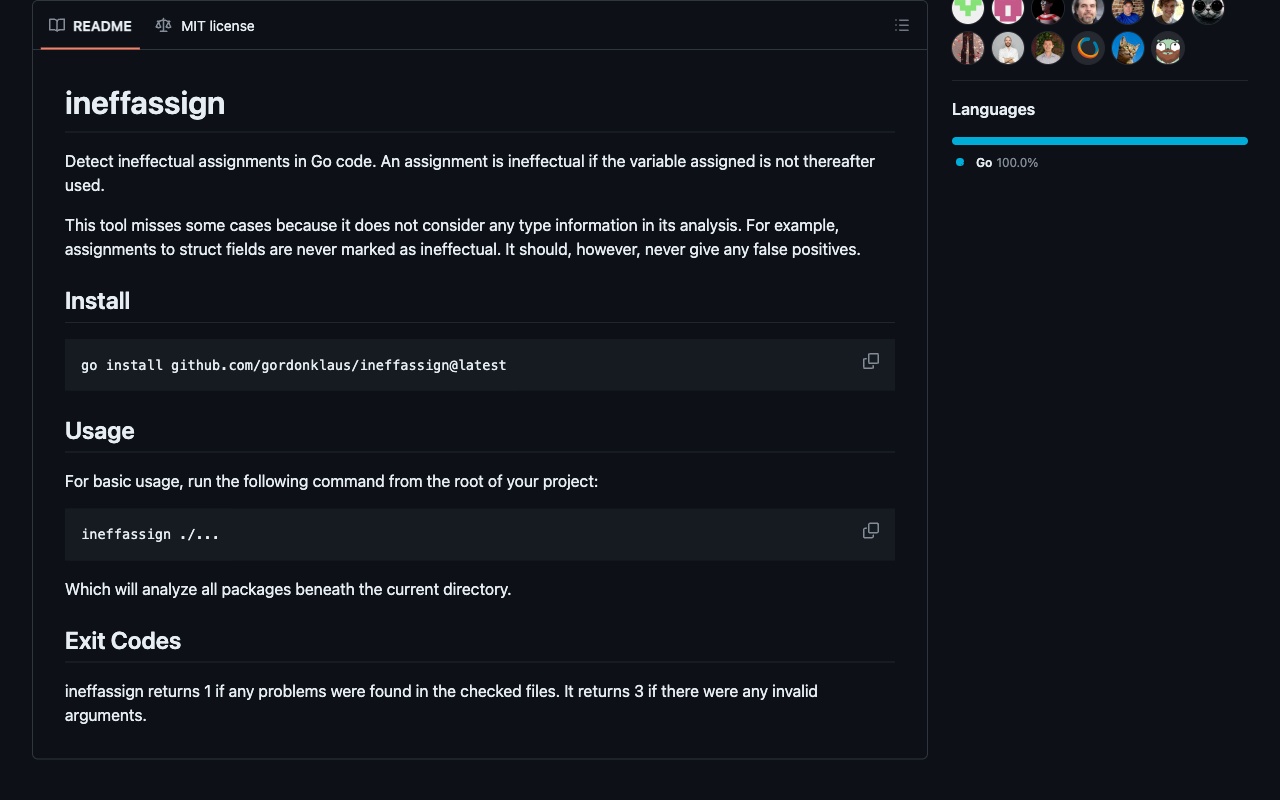 README
MIT license
ineffassign
Detect ineffectual assignments in Go code. An assignment is ineffectual if the variable assigned is not thereafter
used.
This tool misses some cases because it does not consider any type information in its analysis. For example,
assignments to struct fields are never marked as ineffectual. It should, however, never give any false positives.
Install
go install github.com/gordonklaus/ineffassign@latest
Usage
For basic usage, run the following command from the root of your project:
ineffassign ./...
Which will analyze all packages beneath the current directory.
Exit Codes
ineffassign returns 1 if any problems were found in the checked files. It returns 3 if there were any invalid
arguments.
Languages
Go 100.0%